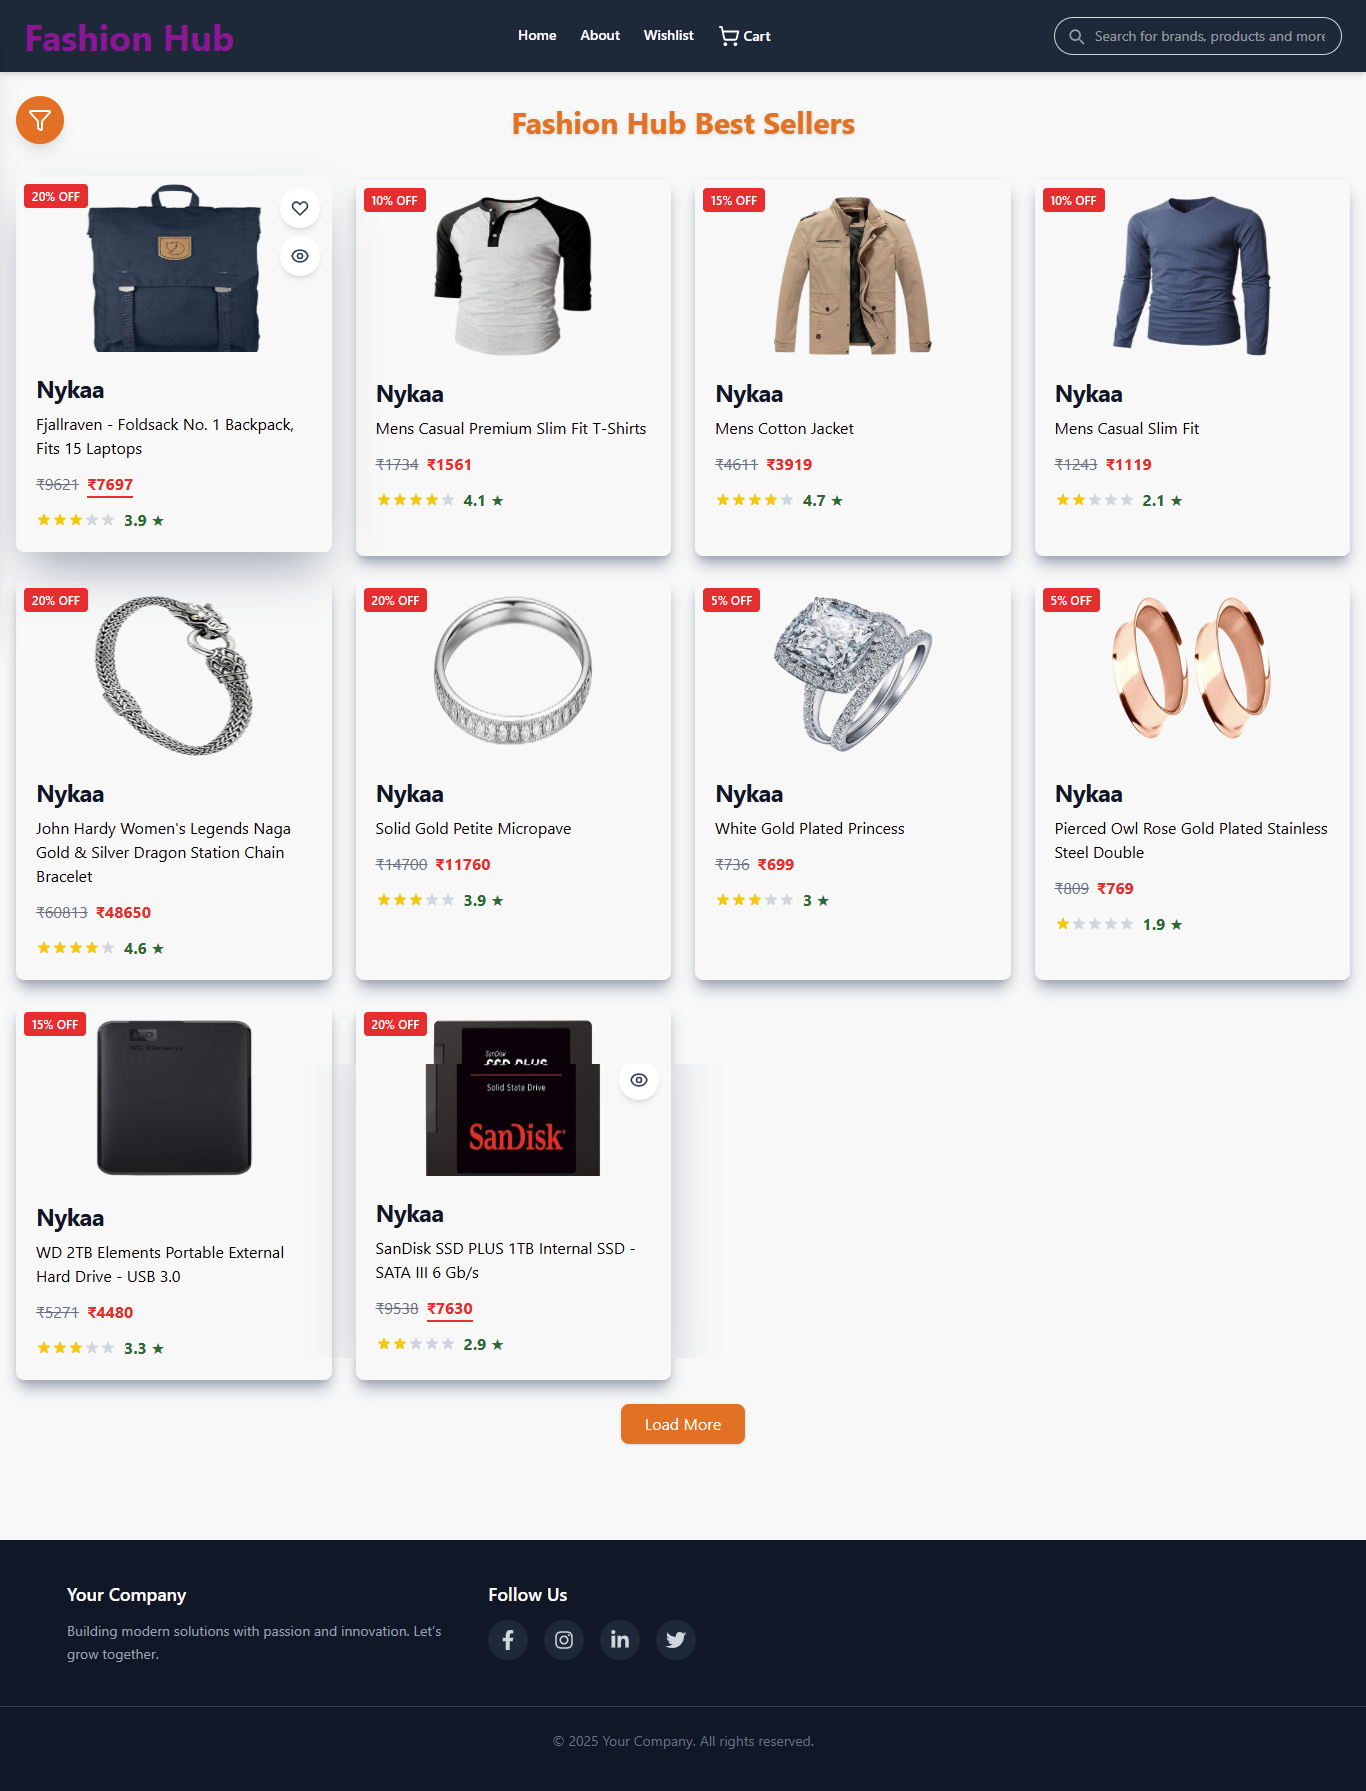 Fashion Hub
Home
About
Wishlist
Cart
Search for brands, products and more
Fashion Hub Best Sellers
20% OFF
Nykaa
Fjallraven - Foldsack No. 1 Backpack,
Fits 15 Laptops
₹9621 ₹7697
3.9 ★
10% OFF
Nykaa
Mens Casual Premium Slim Fit T-Shirts
₹1734 ₹1561
4.1 ★
15% OFF
Nykaa
Mens Cotton Jacket
₹4611 ₹3919
4.7 ★
10% OFF
Nykaa
Mens Casual Slim Fit
₹1243 ₹1119
2.1 ★
20% OFF
Nykaa
John Hardy Women's Legends Naga
Gold & Silver Dragon Station Chain
Bracelet
₹60813 ₹48650
4.6 ★
20% OFF
Nykaa
Solid Gold Petite Micropave
₹14700 ₹11760
3.9 ★
5% OFF
Nykaa
White Gold Plated Princess
₹736 ₹699
3 ★
5% OFF
Nykaa
Pierced Owl Rose Gold Plated Stainless
Steel Double
₹809 ₹769
1.9 ★
15% OFF
WD Elements
Nykaa
WD 2TB Elements Portable External
Hard Drive - USB 3.0
₹5271 ₹4480
3.3 ★
20% OFF
SanDisk
SSD PLUS
Solid State Drive
SanDisk
Nykaa
SanDisk SSD PLUS 1TB Internal SSD -
SATA III 6 Gb/s
₹9538 ₹7630
2.9 ★
Load More
Your Company
Building modern solutions with passion and innovation. Let's
grow together.
Follow Us
© 2025 Your Company. All rights reserved.